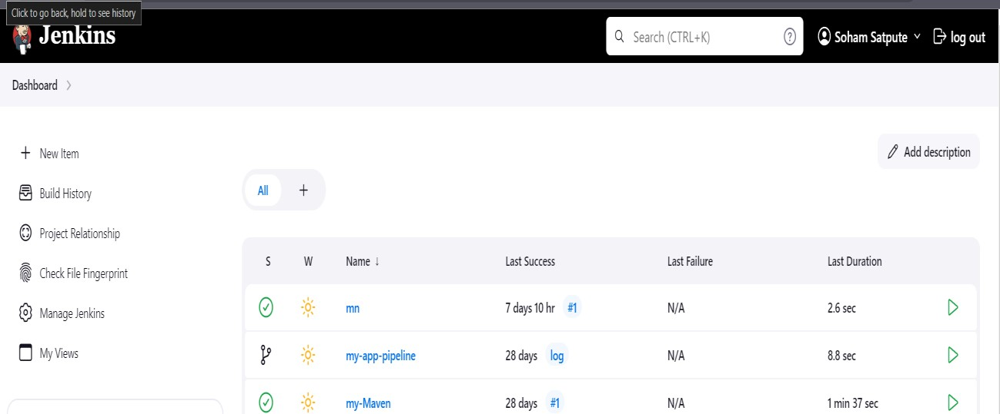 Click to go back, hold to see history
Jenkins
Search (CTRL+K)
Soham Satpute
log out
Dashboard
New Item
Build History
Project Relationship
Check File Fingerprint
Manage Jenkins
My Views
Add description
All +
S W Name ↓ Last Success Last Failure Last Duration
mn 7 days 10 hr #1 N/A 2.6 sec
my-app-pipeline 28 days log N/A 8.8 sec
my-Maven 28 days #1 N/A 1 min 37 sec